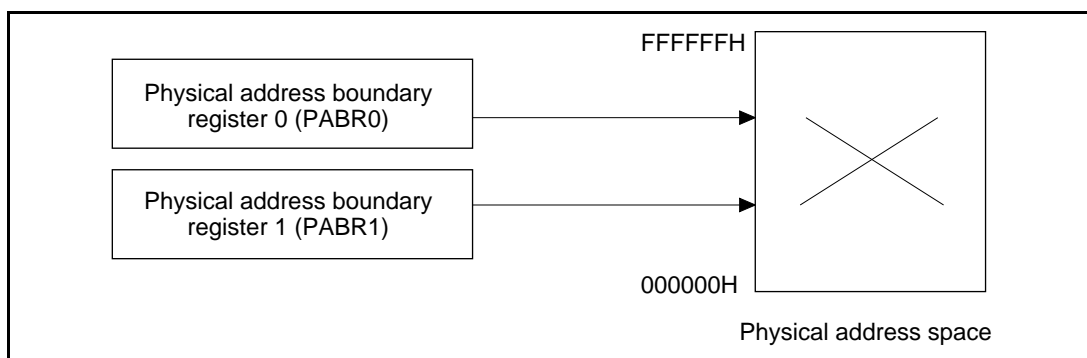 FFFFFFH
Physical address boundary
register 0 (PABR0)
Physical address boundary
register 1 (PABR1)
000000H
Physical address space